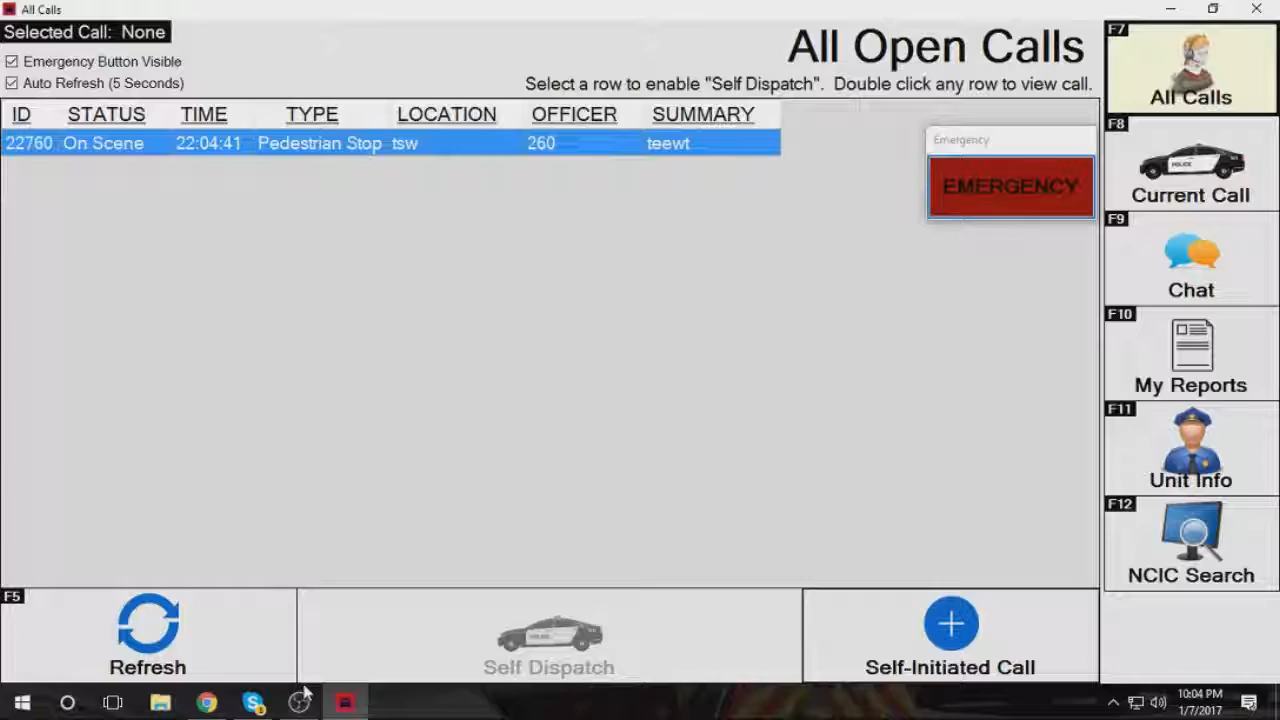 All Calls
Selected Call: None
Emergency Button Visible
Auto Refresh (5 Seconds)
All Open Calls
Select a row to enable "Self Dispatch". Double click any row to view call.
ID STATUS TIME TYPE LOCATION OFFICER SUMMARY
22760 On Scene 22:04:41 Pedestrian Stop tsw 260 teewt
Emergency
EMERGENCY
F7
All Calls
F8
POLICE
Current Call
F9
Chat
F10
My Reports
F11
Unit Info
F12
NCIC Search
F5
Refresh
POLICE
Self Dispatch
Self-Initiated Call
10:04 PM
1/7/2017